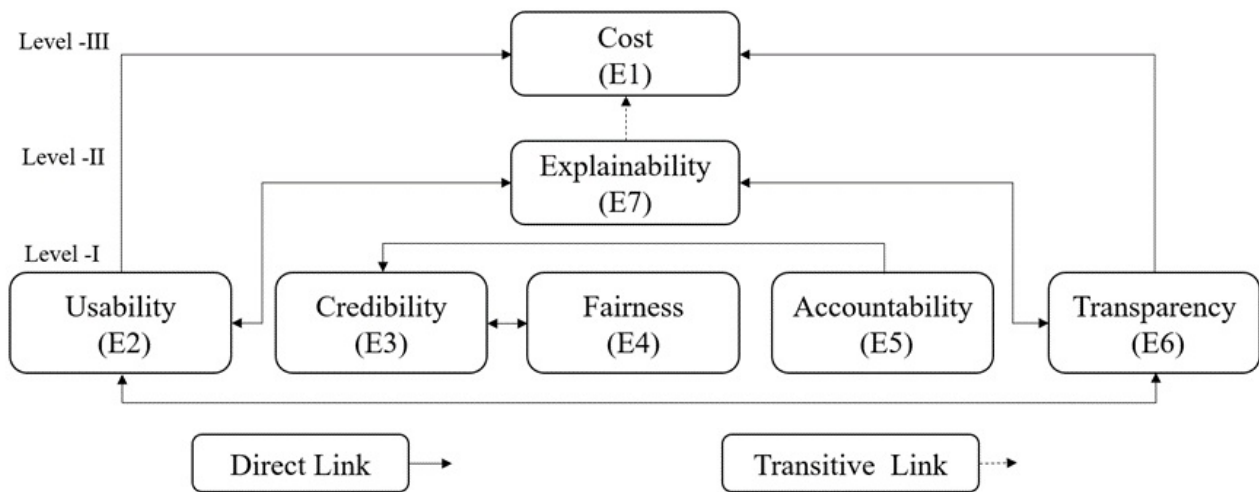 Level -III
Cost
(E1)
Level -II
Explainability
(E7)
Level -I
Usability
(E2)
Credibility
(E3)
Fairness
(E4)
Accountability
(E5)
Transparency
(E6)
Direct Link
Transitive Link